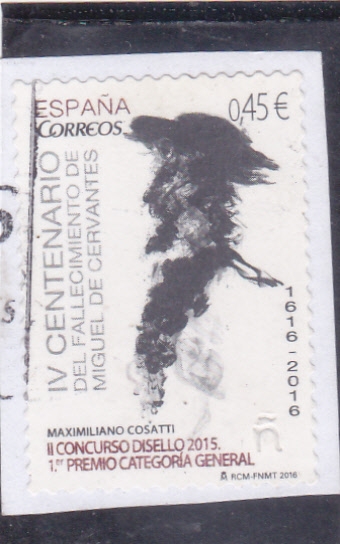 ESPAÑA
CORREOS
0,45 €
IV CENTENARIO
DEL FALLECIMIENTO DE
MIGUEL DE CERVANTES
1616-2016
MAXIMILIANO COSATTI
II CONCURSO DISELLO 2015.
1.er PREMIO CATEGORÍA GENERAL
RCM-FNMT 2016